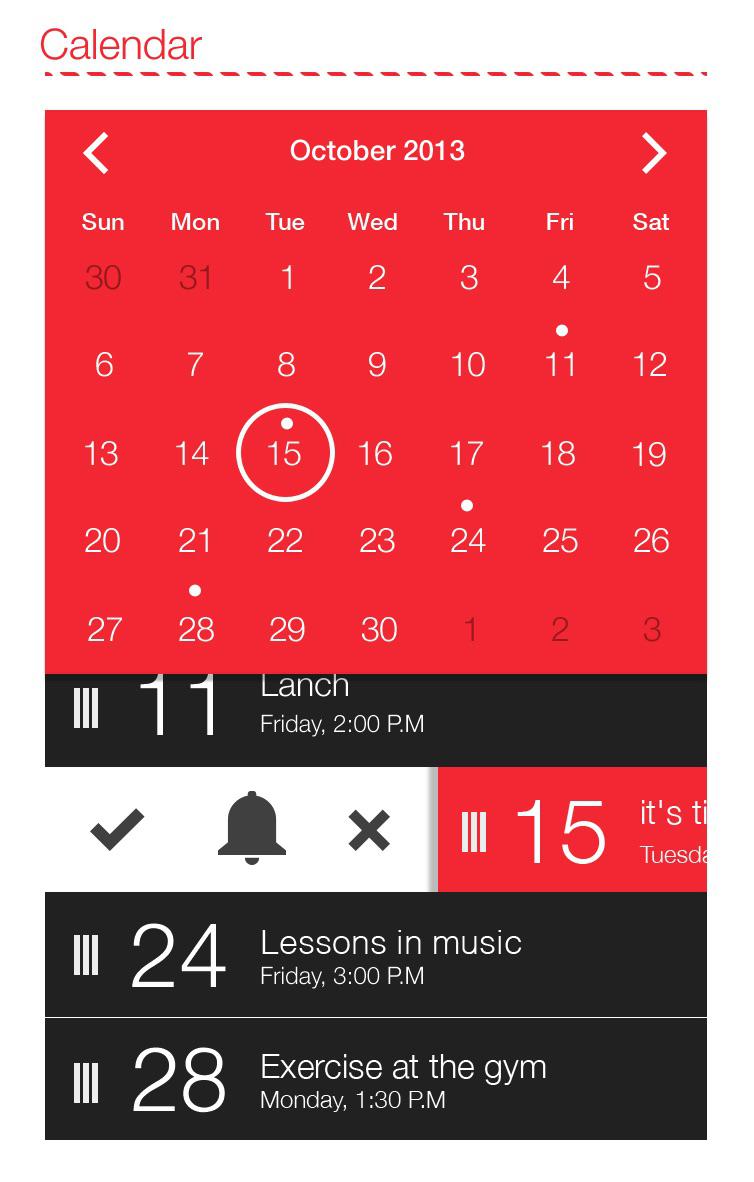 Calendar
October 2013
Sun Mon Tue Wed Thu Fri Sat
30 31 1 2 3 4 5
6 7 8 9 10 11 12
13 14 15 16 17 18 19
20 21 22 23 24 25 26
27 28 29 30 1 2 3
11 Lanch
Friday, 2:00 P.M
15 it's ti
Tuesda
24 Lessons in music
Friday, 3:00 P.M
28 Exercise at the gym
Monday, 1:30 P.M